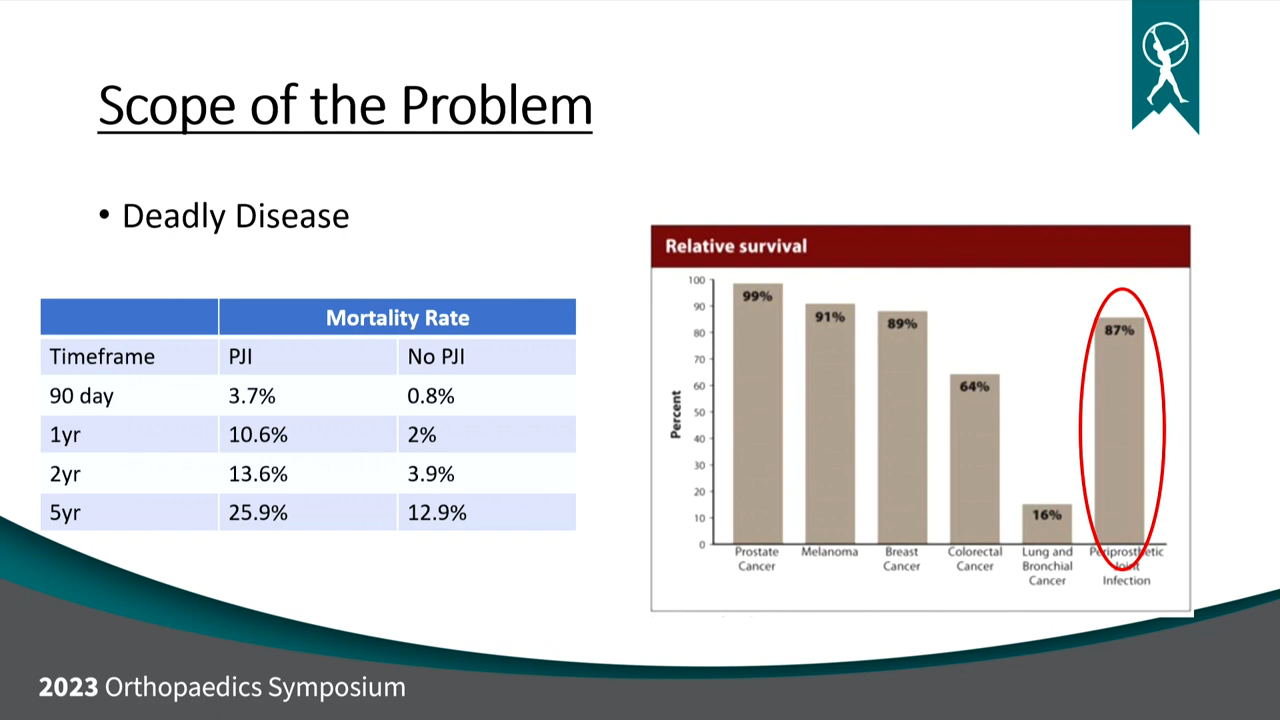 Scope of the Problem
• Deadly Disease
Mortality Rate
Timeframe PJI No PJI
90 day 3.7% 0.8%
1yr 10.6% 2%
2yr 13.6% 3.9%
5yr 25.9% 12.9%
Relative survival
Percent
100
90
80
70
60
50
40
30
20
10
0
99%
91%
89%
64%
16%
87%
Prostate
Cancer
Melanoma
Breast
Cancer
Colorectal
Cancer
Lung and
Bronchial
Cancer
Periprosthetic
Joint
Infection
2023 Orthopaedics Symposium